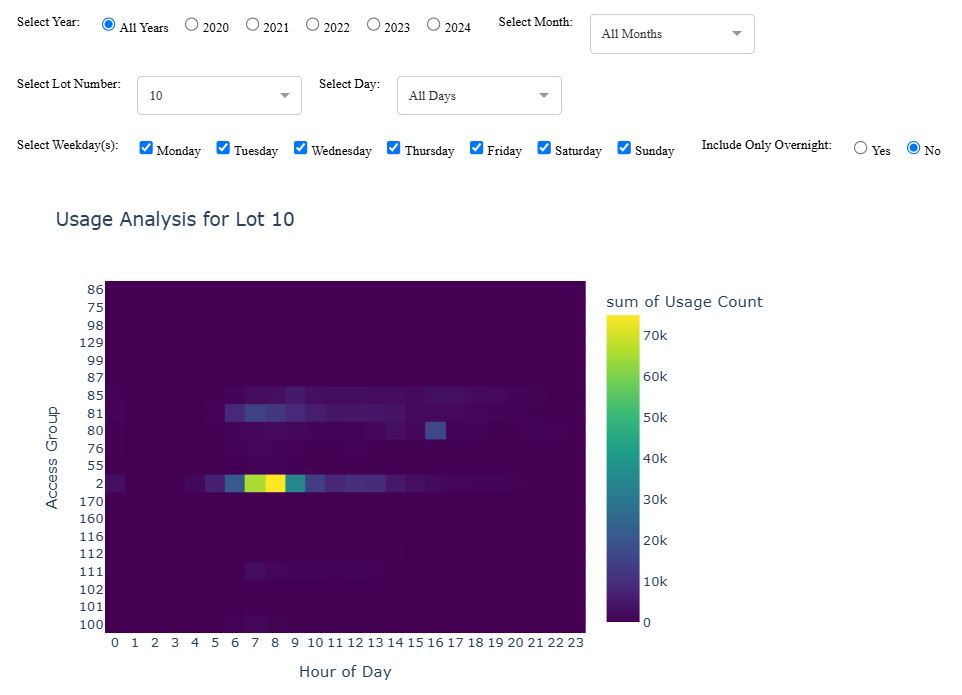 Select Year: All Years 2020 2021 2022 2023 2024 Select Month: All Months
Select Lot Number: 10 Select Day: All Days
Select Weekday(s): Monday Tuesday Wednesday Thursday Friday Saturday Sunday Include Only Overnight: Yes No
Usage Analysis for Lot 10
sum of Usage Count
70k
60k
50k
40k
30k
20k
10k
0
Access Group
86
75
98
129
99
87
85
81
80
76
55
2
170
160
116
112
111
102
101
100
0 1 2 3 4 5 6 7 8 9 10 11 12 13 14 15 16 17 18 19 20 21 22 23
Hour of Day